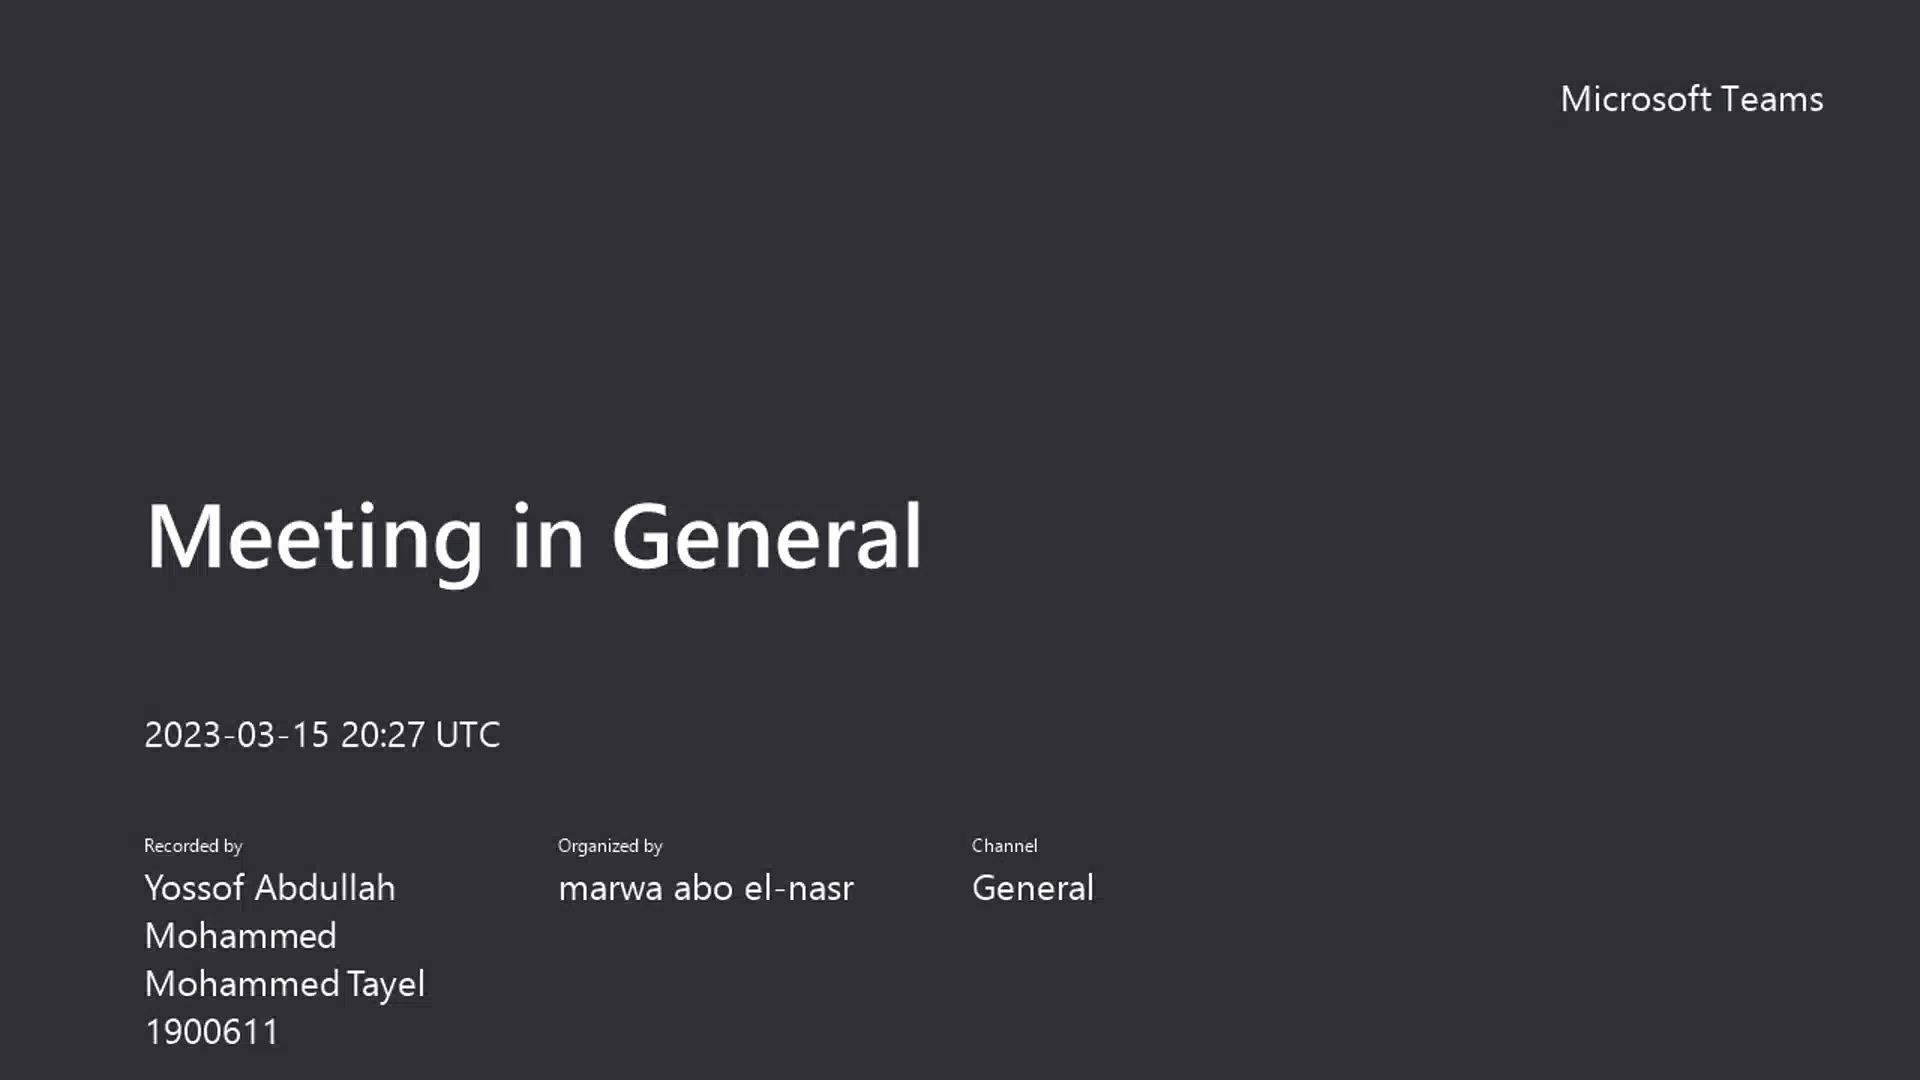 Microsoft Teams
Meeting in General
2023-03-15 20:27 UTC
Recorded by
Yossof Abdullah
Mohammed
Mohammed Tayel
1900611
Organized by
marwa abo el-nasr
Channel
General